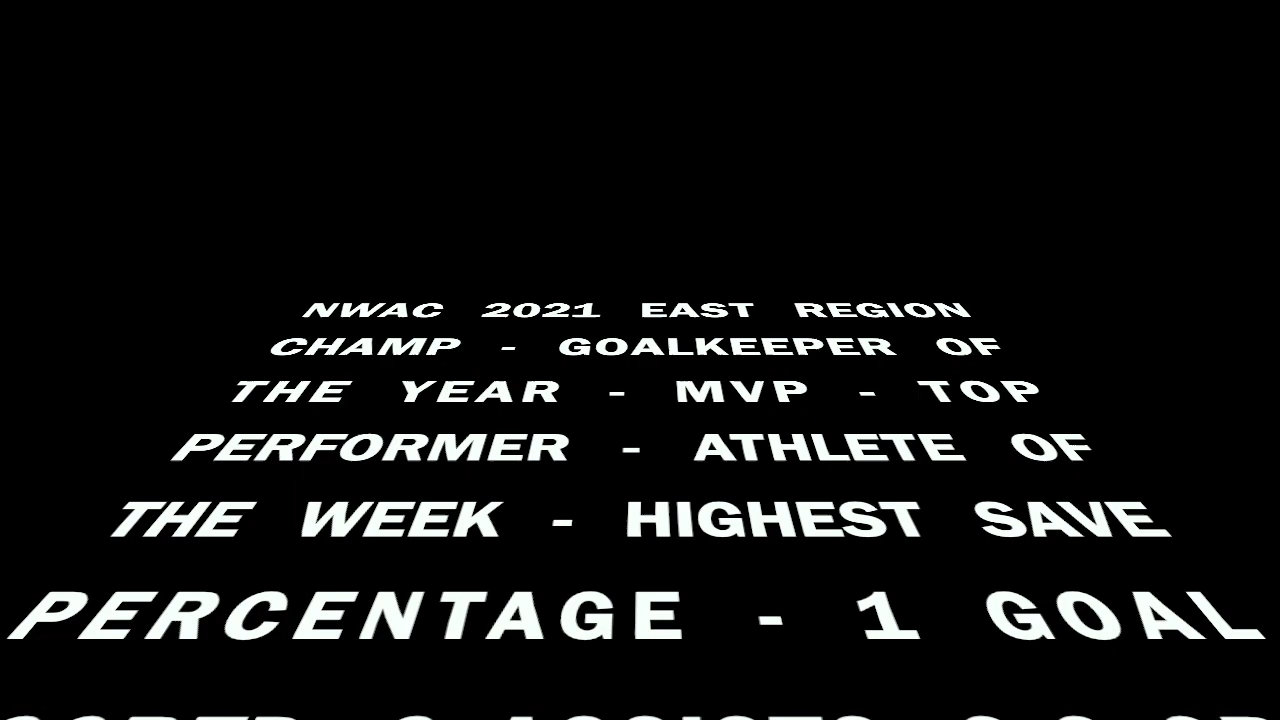 NWAC 2021 EAST REGION
CHAMP - GOALKEEPER OF
THE YEAR - MVP - TOP
PERFORMER - ATHLETE OF
THE WEEK - HIGHEST SAVE
PERCENTAGE - 1 GOAL